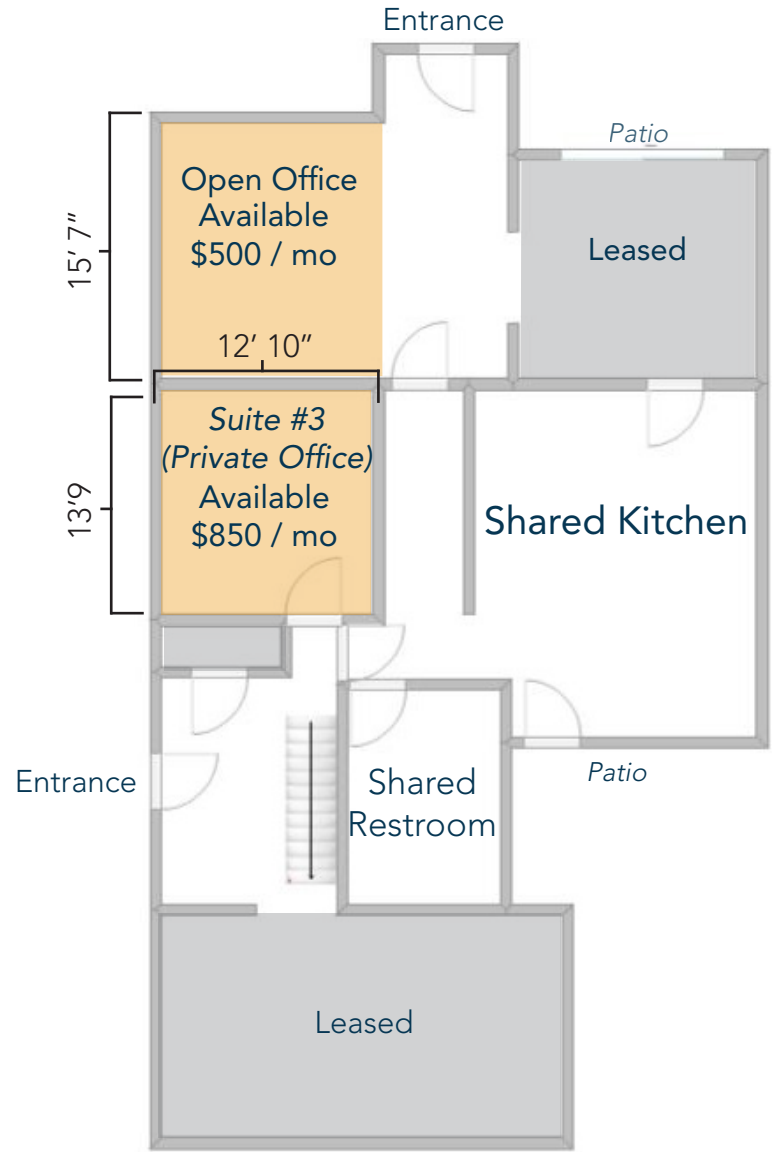 Entrance
Patio
Open Office
Available
$500 / mo
15’ 7”
Leased
12’ 10”
Suite #3
(Private Office)
Available
$850 / mo
13’9
Shared Kitchen
Entrance
Shared
Restroom
Patio
Leased